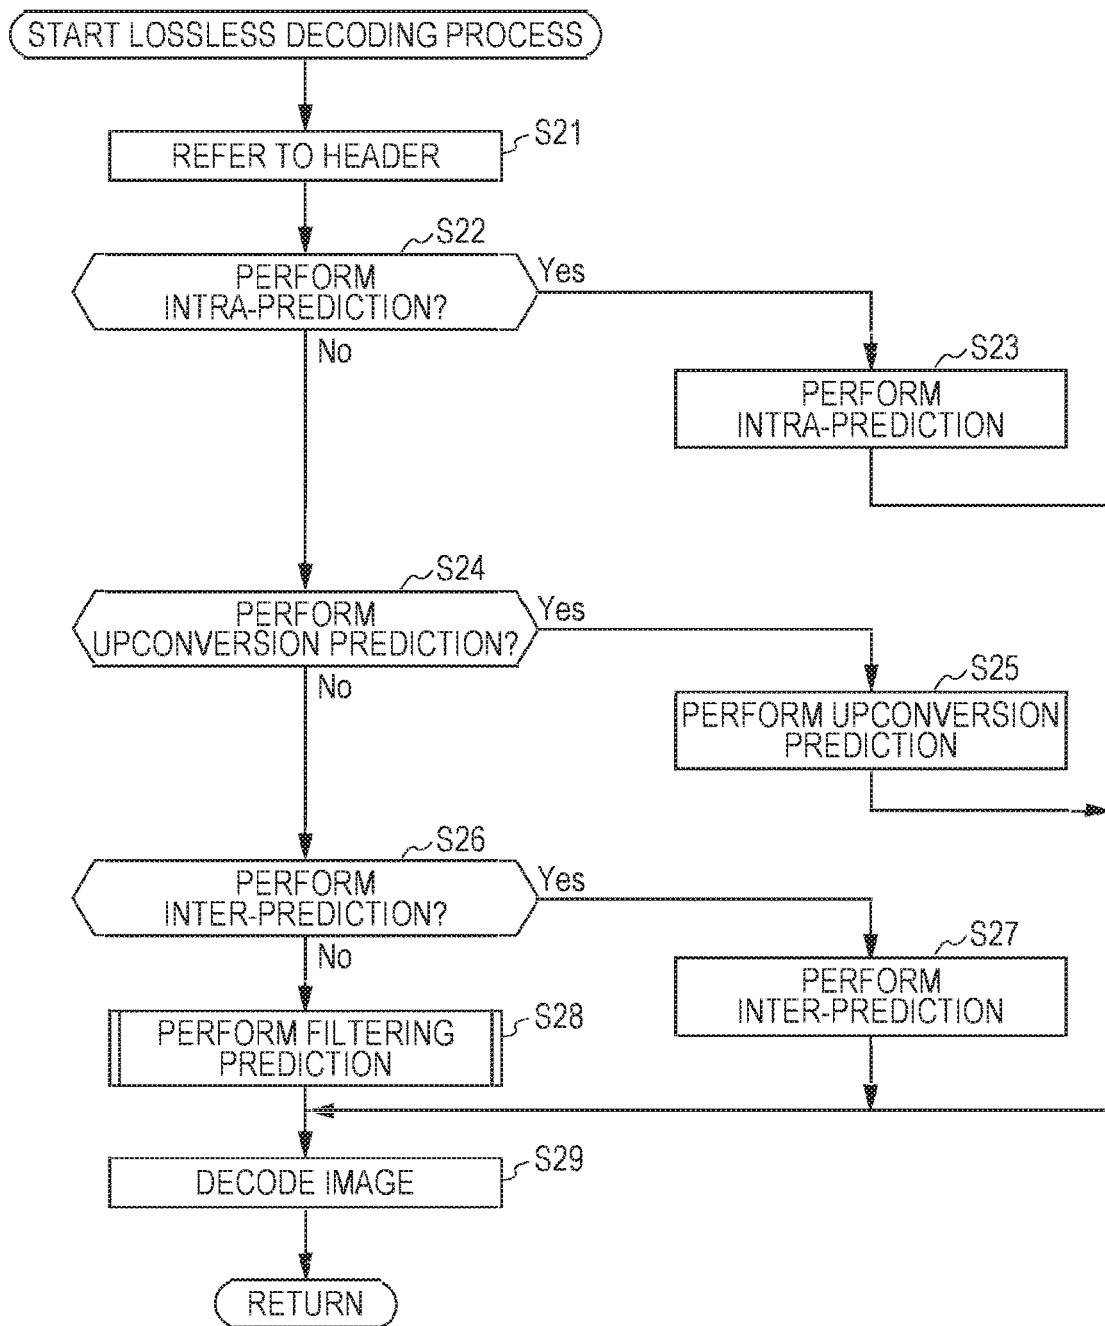 START LOSSLESS DECODING PROCESS
S21
REFER TO HEADER
S22
PERFORM
INTRA-PREDICTION?
Yes
No
S23
PERFORM
INTRA-PREDICTION
S24
PERFORM
UPCONVERSION PREDICTION?
Yes
No
S25
PERFORM UPCONVERSION
PREDICTION
S26
PERFORM
INTER-PREDICTION?
Yes
No
S27
PERFORM
INTER-PREDICTION
S28
PERFORM FILTERING
PREDICTION
S29
DECODE IMAGE
RETURN